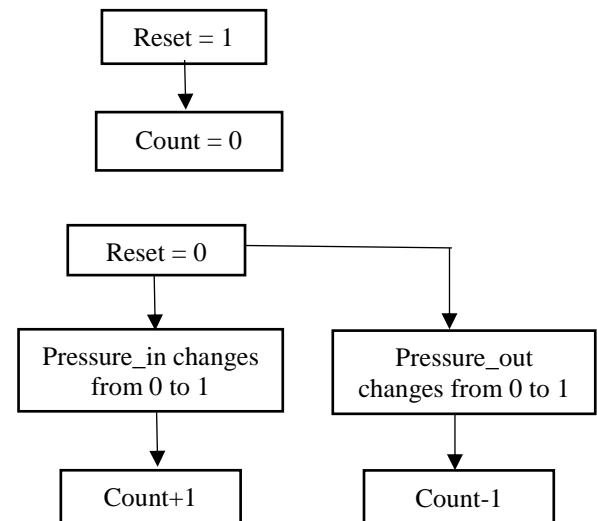 Reset = 1
Count = 0
Reset = 0
Pressure_in changes
from 0 to 1
Pressure_out
changes from 0 to 1
Count+1
Count-1